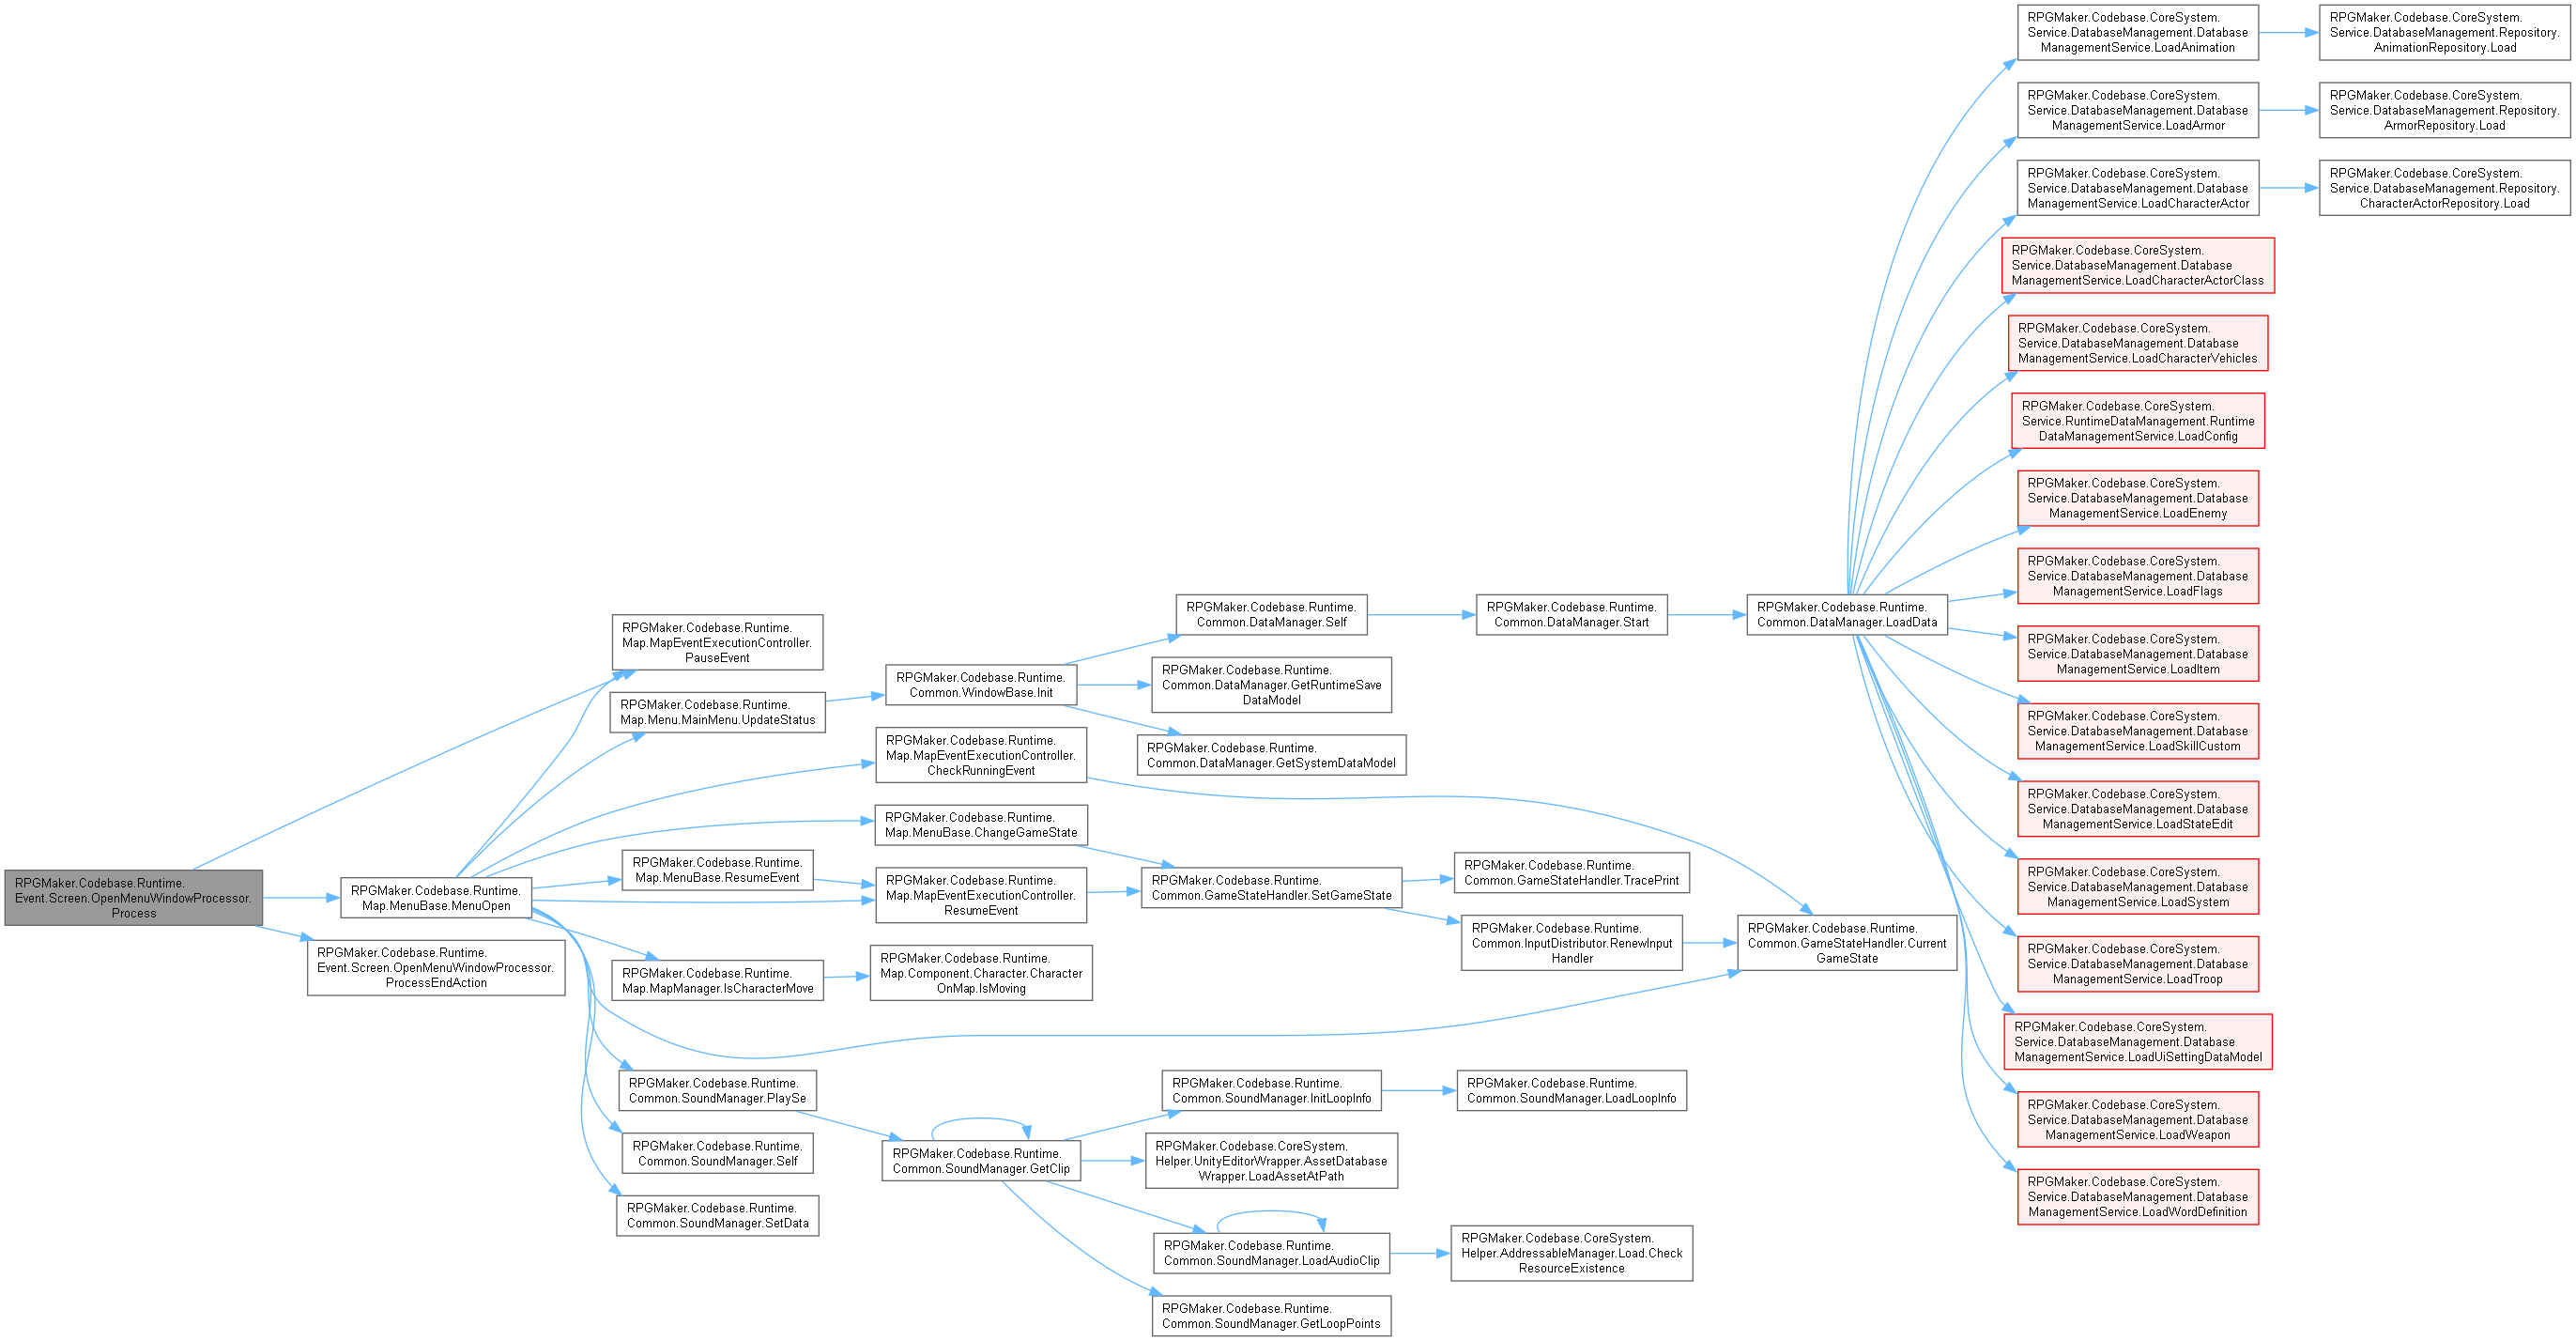 RPGMaker.Codebase.Runtime.
Event.Screen.OpenMenuWindowProcessor.
Process
RPGMaker.Codebase.Runtime.
Map.MenuBase.MenuOpen
RPGMaker.Codebase.Runtime.
Event.Screen.OpenMenuWindowProcessor.
ProcessEndAction
RPGMaker.Codebase.Runtime.
Map.MapEventExecutionController.
PauseEvent
RPGMaker.Codebase.Runtime.
Map.Menu.MainMenu.UpdateStatus
RPGMaker.Codebase.Runtime.
Map.MapEventExecutionController.
CheckRunningEvent
RPGMaker.Codebase.Runtime.
Map.MenuBase.ChangeGameState
RPGMaker.Codebase.Runtime.
Map.MenuBase.ResumeEvent
RPGMaker.Codebase.Runtime.
Map.MapEventExecutionController.
ResumeEvent
RPGMaker.Codebase.Runtime.
Map.MapManager.IsCharacterMove
RPGMaker.Codebase.Runtime.
Map.Component.Character.Character
OnMap.IsMoving
RPGMaker.Codebase.Runtime.
Common.SoundManager.PlaySe
RPGMaker.Codebase.Runtime.
Common.SoundManager.Self
RPGMaker.Codebase.Runtime.
Common.SoundManager.SetData
RPGMaker.Codebase.Runtime.
Common.WindowBase.Init
RPGMaker.Codebase.Runtime.
Common.DataManager.Self
RPGMaker.Codebase.Runtime.
Common.DataManager.GetRuntimeSave
DataModel
RPGMaker.Codebase.Runtime.
Common.DataManager.GetSystemDataModel
RPGMaker.Codebase.Runtime.
Common.DataManager.Start
RPGMaker.Codebase.Runtime.
Common.DataManager.LoadData
RPGMaker.Codebase.Runtime.
Common.GameStateHandler.SetGameState
RPGMaker.Codebase.Runtime.
Common.GameStateHandler.TracePrint
RPGMaker.Codebase.Runtime.
Common.InputDistributor.RenewInput
Handler
RPGMaker.Codebase.Runtime.
Common.GameStateHandler.Current
GameState
RPGMaker.Codebase.Runtime.
Common.SoundManager.GetClip
RPGMaker.Codebase.Runtime.
Common.SoundManager.InitLoopInfo
RPGMaker.Codebase.Runtime.
Common.SoundManager.LoadLoopInfo
RPGMaker.Codebase.CoreSystem.
Helper.UnityEditorWrapper.AssetDatabase
Wrapper.LoadAssetAtPath
RPGMaker.Codebase.Runtime.
Common.SoundManager.LoadAudioClip
RPGMaker.Codebase.CoreSystem.
Helper.AddressableManager.Load.Check
ResourceExistence
RPGMaker.Codebase.Runtime.
Common.SoundManager.GetLoopPoints
RPGMaker.Codebase.CoreSystem.
Service.DatabaseManagement.Database
ManagementService.LoadAnimation
RPGMaker.Codebase.CoreSystem.
Service.DatabaseManagement.Repository.
AnimationRepository.Load
RPGMaker.Codebase.CoreSystem.
Service.DatabaseManagement.Database
ManagementService.LoadArmor
RPGMaker.Codebase.CoreSystem.
Service.DatabaseManagement.Repository.
ArmorRepository.Load
RPGMaker.Codebase.CoreSystem.
Service.DatabaseManagement.Database
ManagementService.LoadCharacterActor
RPGMaker.Codebase.CoreSystem.
Service.DatabaseManagement.Repository.
CharacterActorRepository.Load
RPGMaker.Codebase.CoreSystem.
Service.DatabaseManagement.Database
ManagementService.LoadCharacterActorClass
RPGMaker.Codebase.CoreSystem.
Service.DatabaseManagement.Database
ManagementService.LoadCharacterVehicles
RPGMaker.Codebase.CoreSystem.
Service.RuntimeDataManagement.Runtime
DataManagementService.LoadConfig
RPGMaker.Codebase.CoreSystem.
Service.DatabaseManagement.Database
ManagementService.LoadEnemy
RPGMaker.Codebase.CoreSystem.
Service.DatabaseManagement.Database
ManagementService.LoadFlags
RPGMaker.Codebase.CoreSystem.
Service.DatabaseManagement.Database
ManagementService.LoadItem
RPGMaker.Codebase.CoreSystem.
Service.DatabaseManagement.Database
ManagementService.LoadSkillCustom
RPGMaker.Codebase.CoreSystem.
Service.DatabaseManagement.Database
ManagementService.LoadStateEdit
RPGMaker.Codebase.CoreSystem.
Service.DatabaseManagement.Database
ManagementService.LoadSystem
RPGMaker.Codebase.CoreSystem.
Service.DatabaseManagement.Database
ManagementService.LoadTroop
RPGMaker.Codebase.CoreSystem.
Service.DatabaseManagement.Database
ManagementService.LoadUiSettingDataModel
RPGMaker.Codebase.CoreSystem.
Service.DatabaseManagement.Database
ManagementService.LoadWeapon
RPGMaker.Codebase.CoreSystem.
Service.DatabaseManagement.Database
ManagementService.LoadWordDefinition